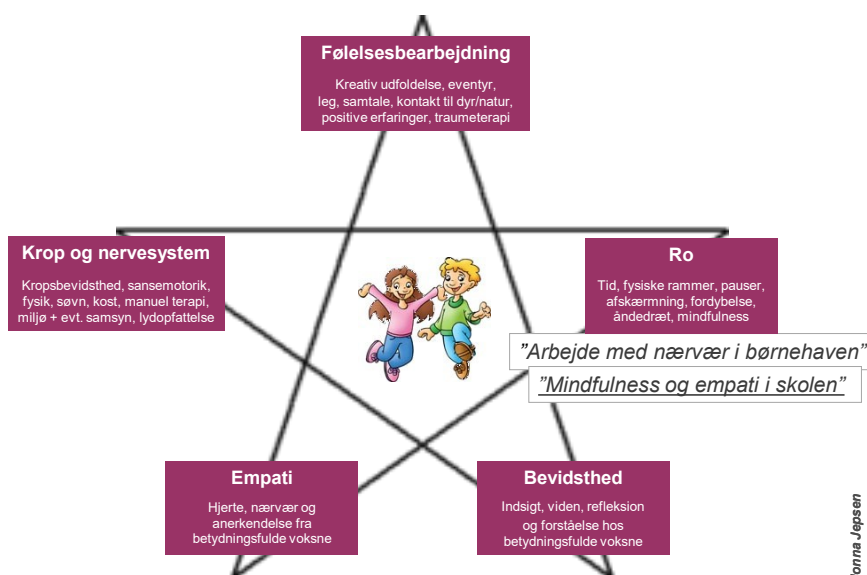 Følelsesbearbejdning
Kreativ udfoldelse, eventyr,
leg, samtale, kontakt til dyr/natur,
positive erfaringer, traumeterapi
Krop og nervesystem
Kropsbevidsthed, sansemotorik,
fysik, søvn, kost, manuel terapi,
miljø + evt. samsyn, lydopfattelse
Ro
Tid, fysiske rammer, pauser,
afskærmning, fordybelse,
åndedræt, mindfulness
”Arbejde med nærvær i børnehaven”
”Mindfulness og empati i skolen”
Empati
Hjerte, nærvær og
anerkendelse fra
betydningsfulde voksne
Bevidsthed
Indsigt, viden, refleksion
og forståelse hos
betydningsfulde voksne
Jepsen